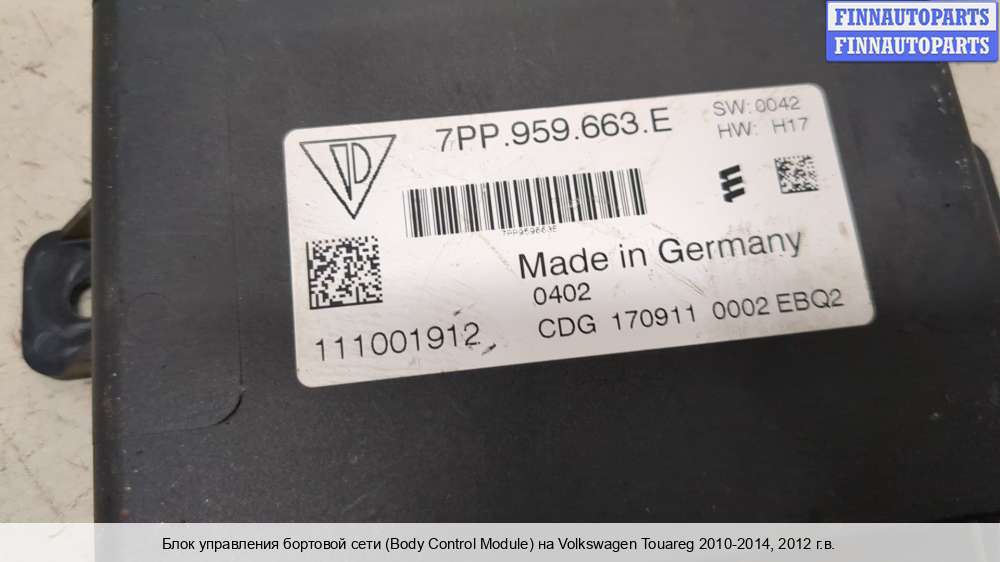 FINNAUTOPARTS
FINNAUTOPARTS
7PP.959.663.E
SW: 0042
HW: H17
7PP959663E
Made in Germany
0402
111001912
CDG 170911 0002 EBQ2
Блок управления бортовой сети (Body Control Module) на Volkswagen Touareg 2010-2014, 2012 г.в.